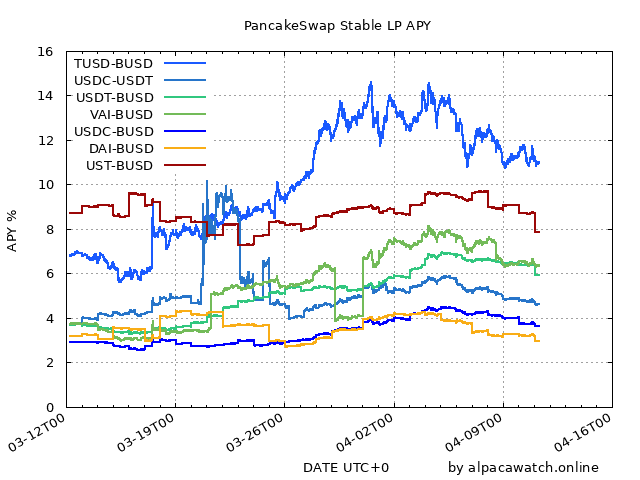 PancakeSwap Stable LP APY
16
14
12
10
8
6
4
2
0
APY %
TUSD-BUSD
USDC-USDT
USDT-BUSD
VAI-BUSD
USDC-BUSD
DAI-BUSD
UST-BUSD
03-12T00
03-19T00
03-26T00
04-02T00
04-09T00
04-16T00
DATE UTC+0
by alpacawatch.online